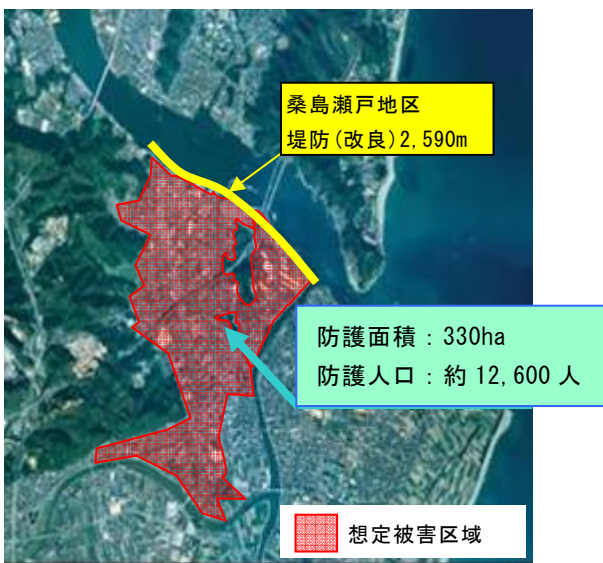 桑島瀬戸地区
堤防(改良)2,590m
防護面積：330ha
防護人口：約 12,600 人
想定被害区域